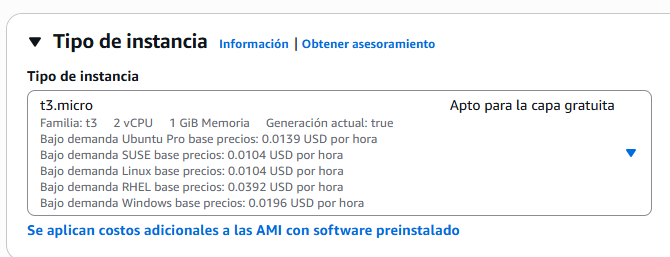 Tipo de instancia Información | Obtener asesoramiento
Tipo de instancia
t3.micro Apto para la capa gratuita
Familia: t3 2 vCPU 1 GiB Memoria Generación actual: true
Bajo demanda Ubuntu Pro base precios: 0.0139 USD por hora
Bajo demanda SUSE base precios: 0.0104 USD por hora
Bajo demanda Linux base precios: 0.0104 USD por hora
Bajo demanda RHEL base precios: 0.0392 USD por hora
Bajo demanda Windows base precios: 0.0196 USD por hora
Se aplican costos adicionales a las AMI con software preinstalado